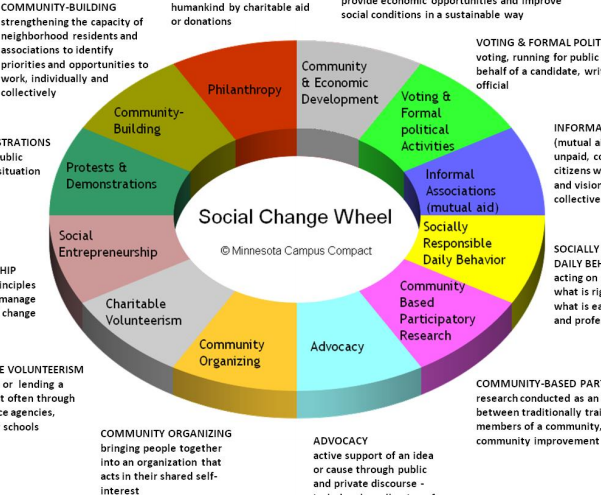 COMMUNITY-BUILDING
strengthening the capacity of
neighborhood residents and
associations to identify
priorities and opportunities to
work, individually and
collectively
humankind by charitable aid
or donations
provide economic opportunities and improve
social conditions in a sustainable way
VOTING & FORMAL POLIT
voting, running for public
behalf of a candidate, writ
official
INFORMA
(mutual a
unpaid, co
citizens w
and vision
collective
SOCIALLY
DAILY BEH
acting on
what is rig
what is ea
and profe
COMMUNITY-BASED PART
research conducted as an
between traditionally trai
members of a community,
community improvement
ADVOCACY
active support of an idea
or cause through public
and private discourse -
COMMUNITY ORGANIZING
bringing people together
into an organization that
acts in their shared self-
interest
E VOLUNTEERISM
or lending a
t often through
ce agencies,
schools
HIP
inciples
manage
change
STRATIONS
ublic
situation
Philanthropy
Community
& Economic
Development
Voting &
Formal
political
Activities
Informal
Associations
(mutual aid)
Socially
Responsible
Daily Behavior
Community
Based
Participatory
Research
Advocacy
Community
Organizing
Charitable
Volunteerism
Social
Entrepreneurship
Protests &
Demonstrations
Community-
Building
Social Change Wheel
© Minnesota Campus Compact